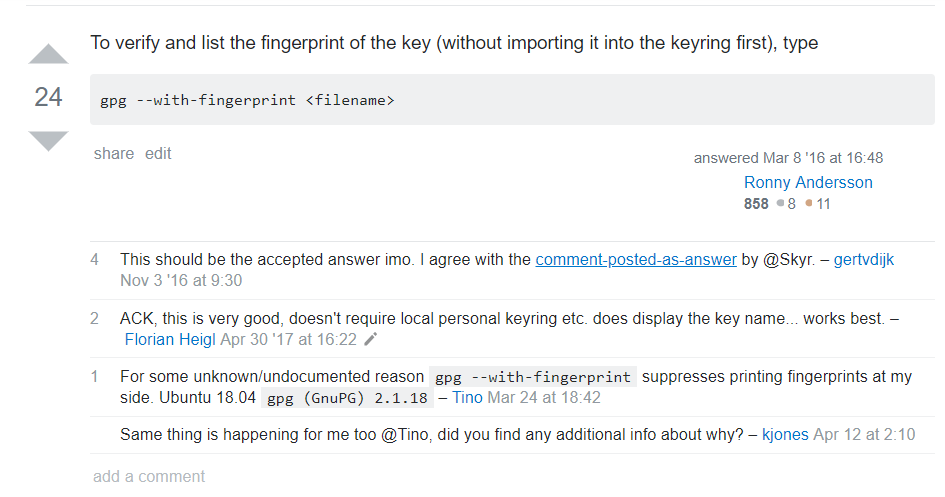 To verify and list the fingerprint of the key (without importing it into the keyring first), type
24
gpg --with-fingerprint <filename>
share edit
answered Mar 8 '16 at 16:48
Ronny Andersson
858 8 11
4 This should be the accepted answer imo. I agree with the comment-posted-as-answer by @Skyr. – gertvdijk
Nov 3 '16 at 9:30
2 ACK, this is very good, doesn't require local personal keyring etc. does display the key name... works best. –
Florian Heigl Apr 30 '17 at 16:22
1 For some unknown/undocumented reason gpg --with-fingerprint suppresses printing fingerprints at my
side. Ubuntu 18.04 gpg (GnuPG) 2.1.18 – Tino Mar 24 at 18:42
Same thing is happening for me too @Tino, did you find any additional info about why? – kjones Apr 12 at 2:10
add a comment